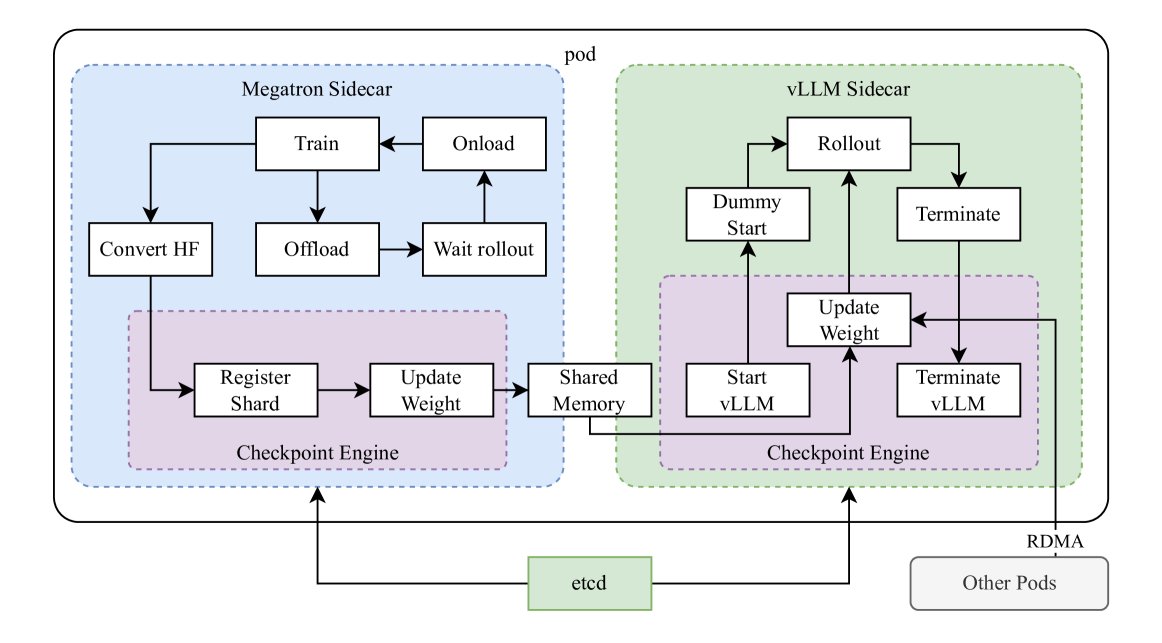 pod
Megatron Sidecar
vLLM Sidecar
Train
Onload
Rollout
Dummy
Start
Terminate
Convert HF
Offload
Wait rollout
Update
Weight
Register
Shard
Update
Weight
Shared
Memory
Start
vLLM
Terminate
vLLM
Checkpoint Engine
Checkpoint Engine
RDMA
etcd
Other Pods